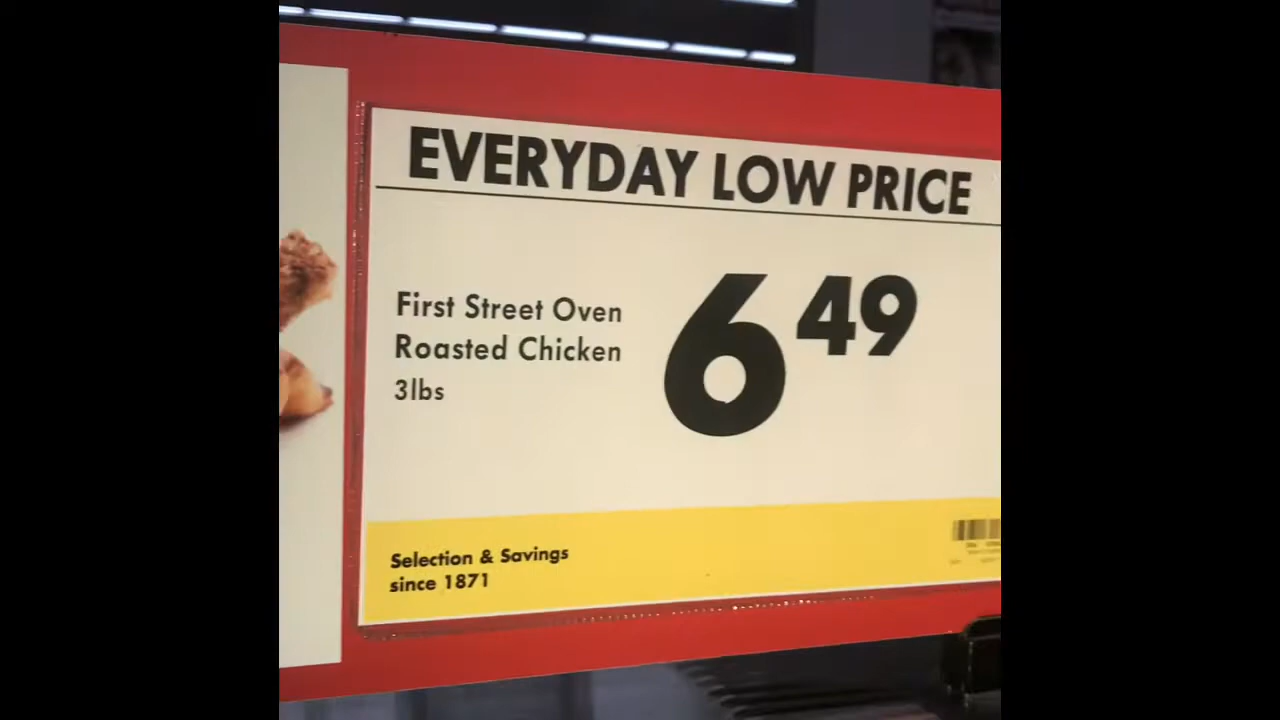 EVERYDAY LOW PRICE
First Street Oven
Roasted Chicken
3lbs
6 49
Selection & Savings
since 1871